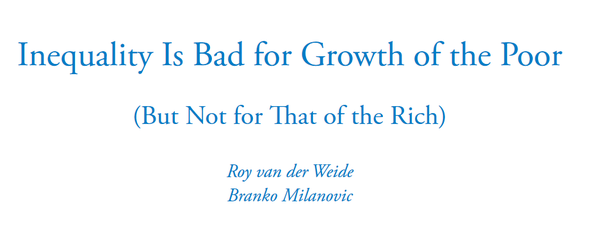 Inequality Is Bad for Growth of the Poor
(But Not for That of the Rich)
Roy van der Weide
Branko Milanovic